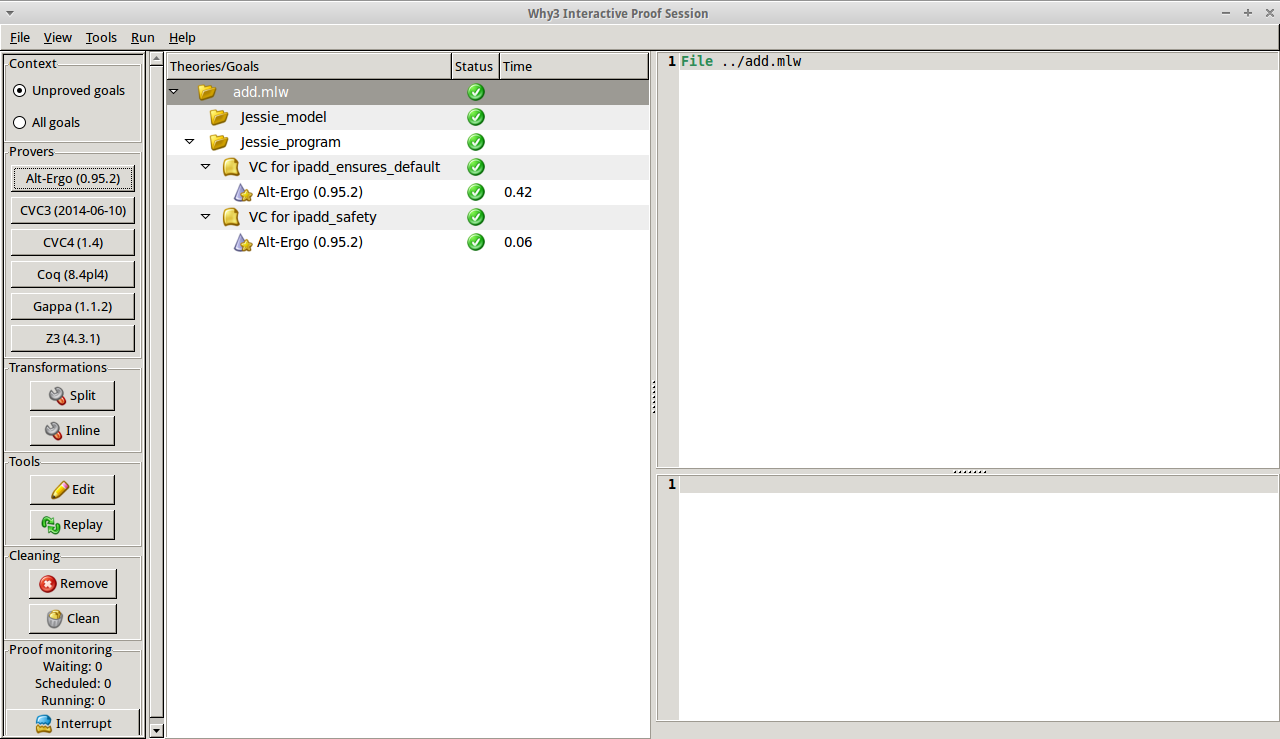 Why3 Interactive Proof Session
File View Tools Run Help
Context
Unproved goals
All goals
Provers
Alt-Ergo (0.95.2)
CVC3 (2014-06-10)
CVC4 (1.4)
Coq (8.4pl4)
Gappa (1.1.2)
Z3 (4.3.1)
Transformations
Split
Inline
Tools
Edit
Replay
Cleaning
Remove
Clean
Proof monitoring
Waiting: 0
Scheduled: 0
Running: 0
Interrupt
Theories/Goals Status Time
add.mlw
Jessie_model
Jessie_program
VC for ipadd_ensures_default
Alt-Ergo (0.95.2) 0.42
VC for ipadd_safety
Alt-Ergo (0.95.2) 0.06
1 File ../add.mlw
1